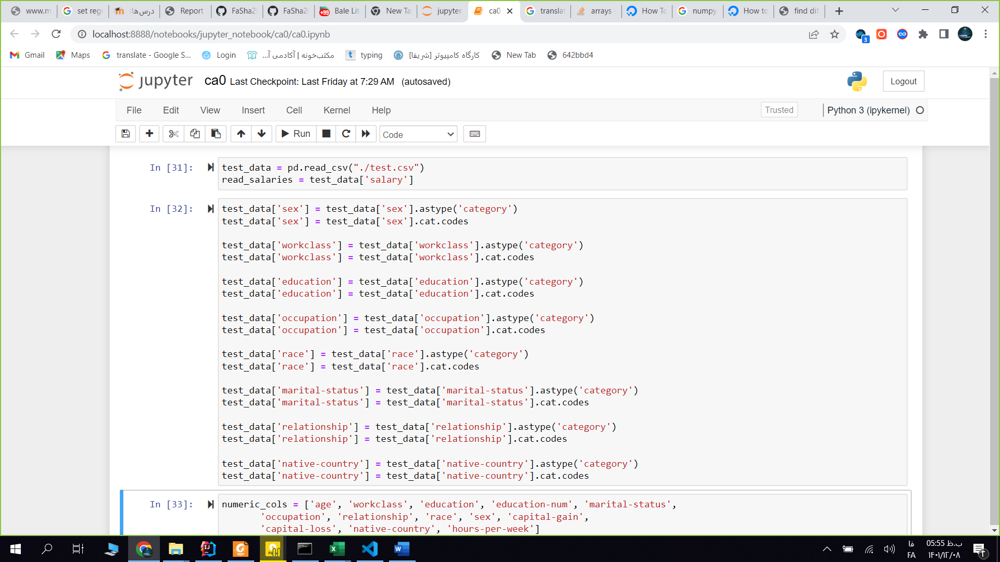 www.m
set rege
درس‌ها
Report
FaSha2
FaSha2
Bale Lit
New Ta
jupyter
ca0
translat
arrays -
How To
numpy
How to
find dif
localhost:8888/notebooks/jupyter_notebook/ca0/ca0.ipynb
3
Gmail
Maps
translate - Google S...
Login
مکتب‌خونه | آکادمی آ...
typing
کارگاه کامپیوتر [شریفا]
New Tab
642bbd4
jupyter ca0 Last Checkpoint: Last Friday at 7:29 AM (autosaved)
Logout
File Edit View Insert Cell Kernel Help
Trusted
Python 3 (ipykernel)
Run
Code
In [31]:
test_data = pd.read_csv("./test.csv")
read_salaries = test_data['salary']
In [32]:
test_data['sex'] = test_data['sex'].astype('category')
test_data['sex'] = test_data['sex'].cat.codes
test_data['workclass'] = test_data['workclass'].astype('category')
test_data['workclass'] = test_data['workclass'].cat.codes
test_data['education'] = test_data['education'].astype('category')
test_data['education'] = test_data['education'].cat.codes
test_data['occupation'] = test_data['occupation'].astype('category')
test_data['occupation'] = test_data['occupation'].cat.codes
test_data['race'] = test_data['race'].astype('category')
test_data['race'] = test_data['race'].cat.codes
test_data['marital-status'] = test_data['marital-status'].astype('category')
test_data['marital-status'] = test_data['marital-status'].cat.codes
test_data['relationship'] = test_data['relationship'].astype('category')
test_data['relationship'] = test_data['relationship'].cat.codes
test_data['native-country'] = test_data['native-country'].astype('category')
test_data['native-country'] = test_data['native-country'].cat.codes
In [33]:
numeric_cols = ['age', 'workclass', 'education', 'education-num', 'marital-status',
'occupation', 'relationship', 'race', 'sex', 'capital-gain',
'capital-loss', 'native-country', 'hours-per-week']
فا
FA
05:55 ب.ظ
۱۴۰۱/۱۲/۰۸
۲